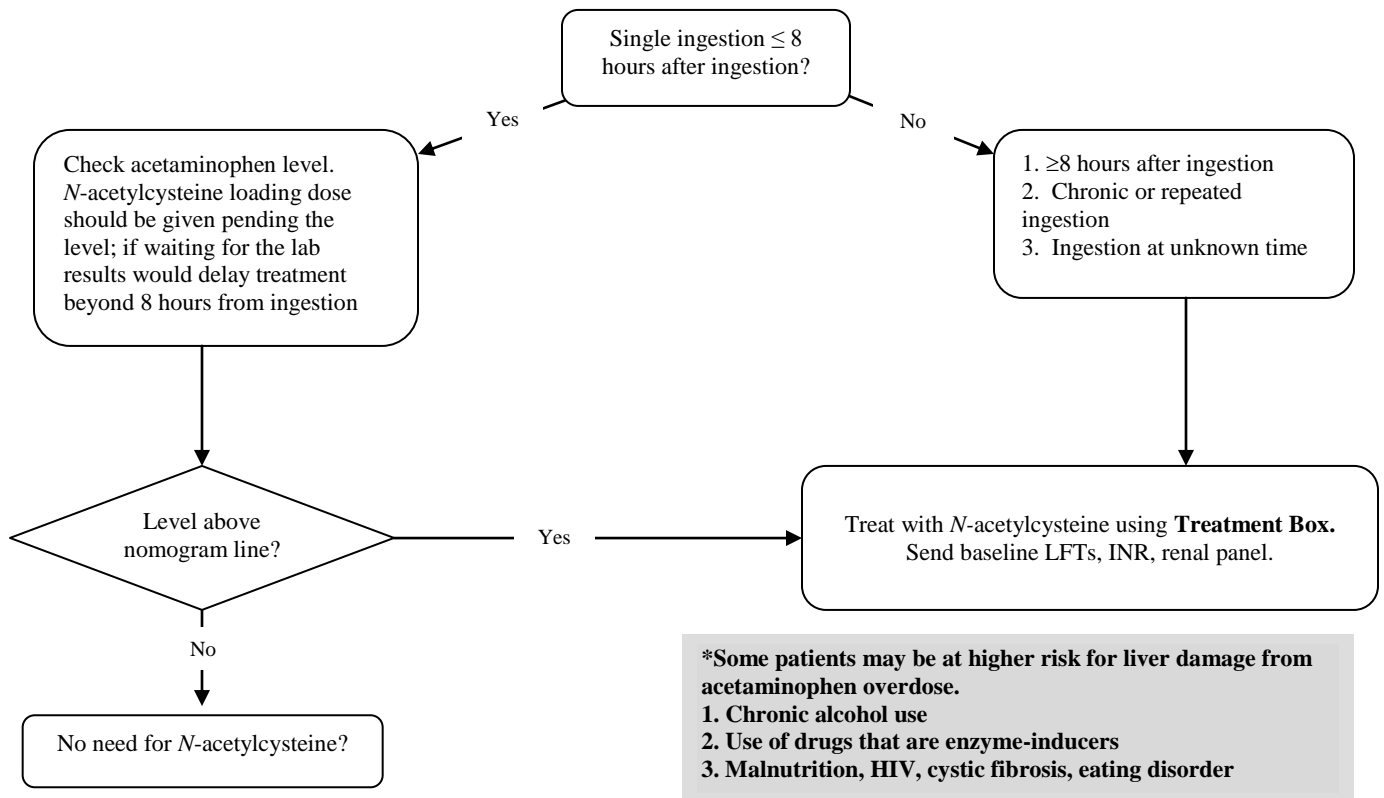 Single ingestion ≤ 8
hours after ingestion?
Yes
No
Check acetaminophen level.
N-acetylcysteine loading dose
should be given pending the
level; if waiting for the lab
results would delay treatment
beyond 8 hours from ingestion
1. ≥8 hours after ingestion
2. Chronic or repeated
ingestion
3. Ingestion at unknown time
Level above
nomogram line?
Yes
Treat with N-acetylcysteine using Treatment Box.
Send baseline LFTs, INR, renal panel.
No
No need for N-acetylcysteine?
*Some patients may be at higher risk for liver damage from
acetaminophen overdose.
1. Chronic alcohol use
2. Use of drugs that are enzyme-inducers
3. Malnutrition, HIV, cystic fibrosis, eating disorder